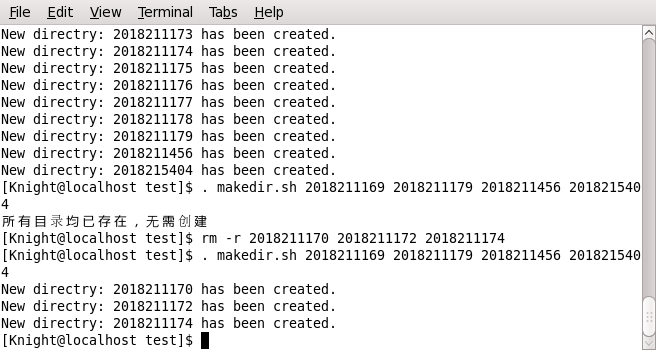 File Edit View Terminal Tabs Help
New directry: 2018211173 has been created.
New directry: 2018211174 has been created.
New directry: 2018211175 has been created.
New directry: 2018211176 has been created.
New directry: 2018211177 has been created.
New directry: 2018211178 has been created.
New directry: 2018211179 has been created.
New directry: 2018211456 has been created.
New directry: 2018215404 has been created.
[Knight@localhost test]$ . makedir.sh 2018211169 2018211179 2018211456 201821540
4
所有目录均已存在，无需创建
[Knight@localhost test]$ rm -r 2018211170 2018211172 2018211174
[Knight@localhost test]$ . makedir.sh 2018211169 2018211179 2018211456 201821540
4
New directry: 2018211170 has been created.
New directry: 2018211172 has been created.
New directry: 2018211174 has been created.
[Knight@localhost test]$